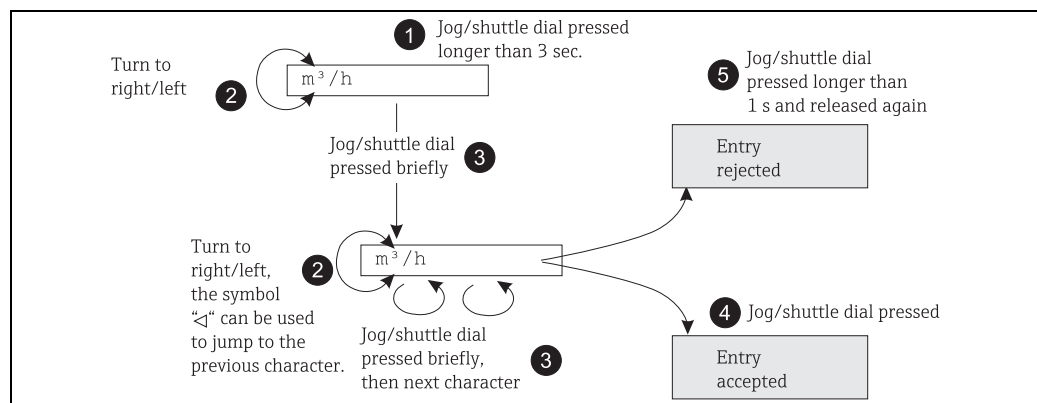 1 Jog/shuttle dial pressed
longer than 3 sec.
Turn to
right/left
2
m³/h
5 Jog/shuttle dial
pressed longer than
1 s and released again
Jog/shuttle dial
pressed briefly
3
Entry
rejected
Turn to
right/left,
the symbol
“◁“ can be used
to jump to the
previous character.
2
m³/h
Jog/shuttle dial
pressed briefly,
then next character
3
4 Jog/shuttle dial pressed
Entry
accepted